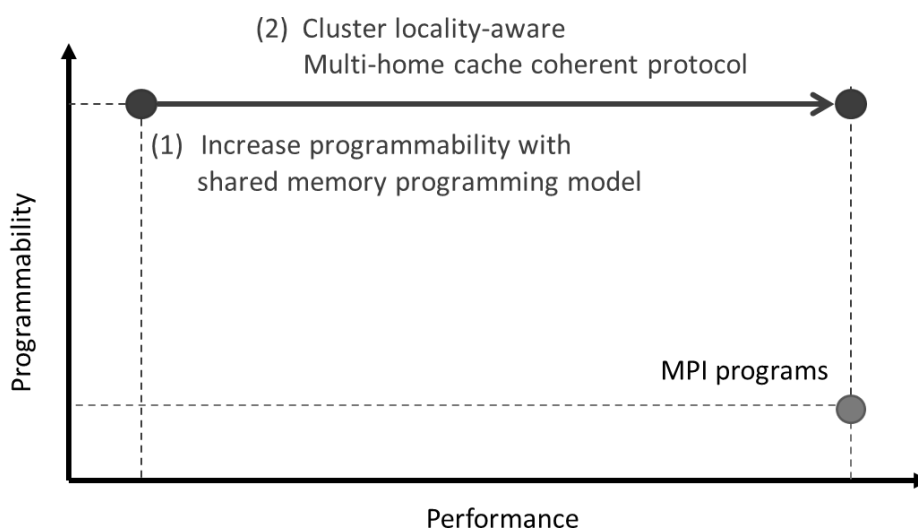 (2) Cluster locality-aware
Multi-home cache coherent protocol
(1) Increase programmability with
shared memory programming model
Programmability
MPI programs
Performance